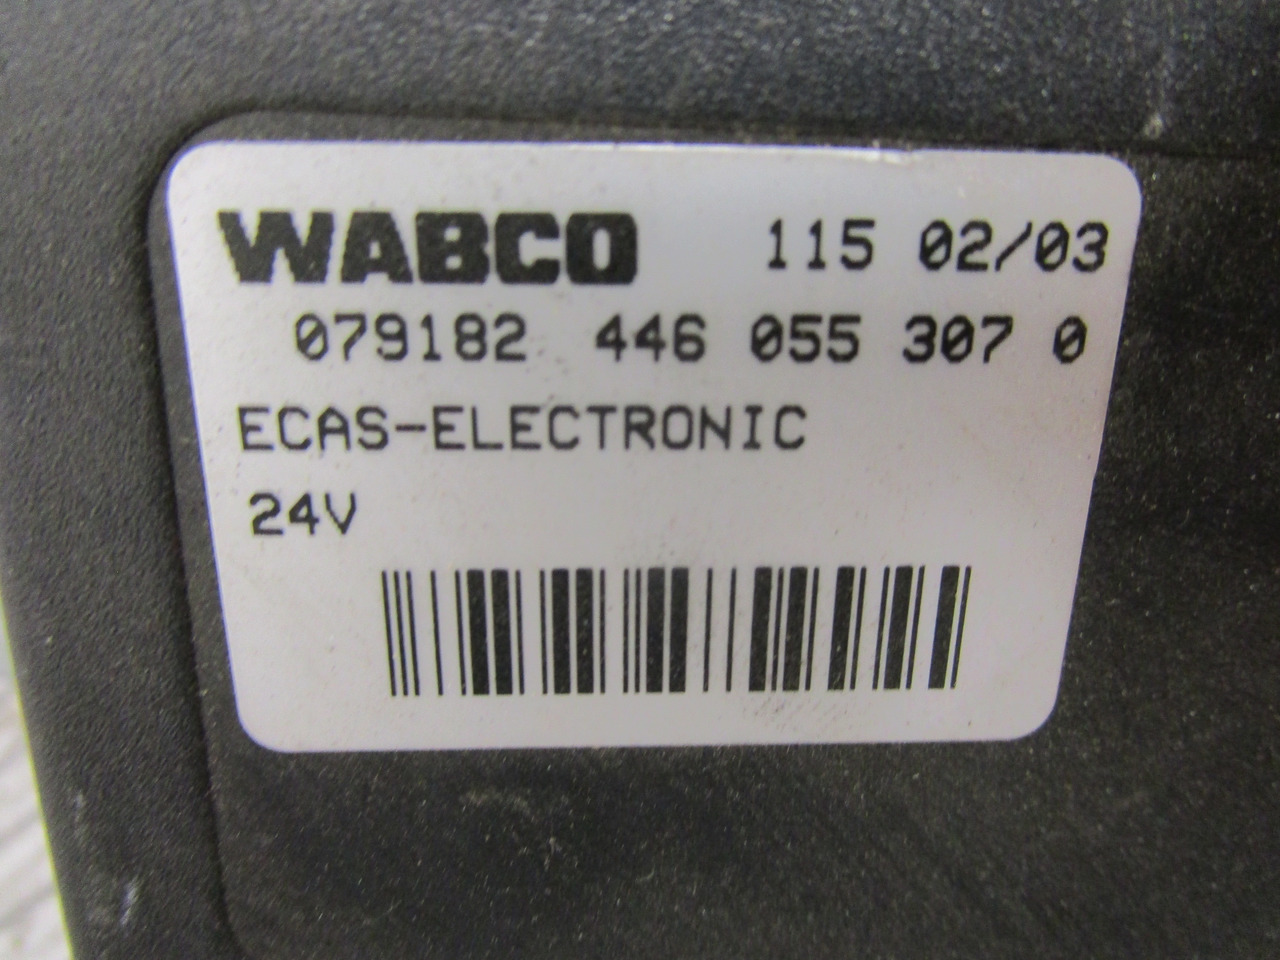 WABCO 115 02/03
079182 446 055 307 0
ECAS-ELECTRONIC
24V